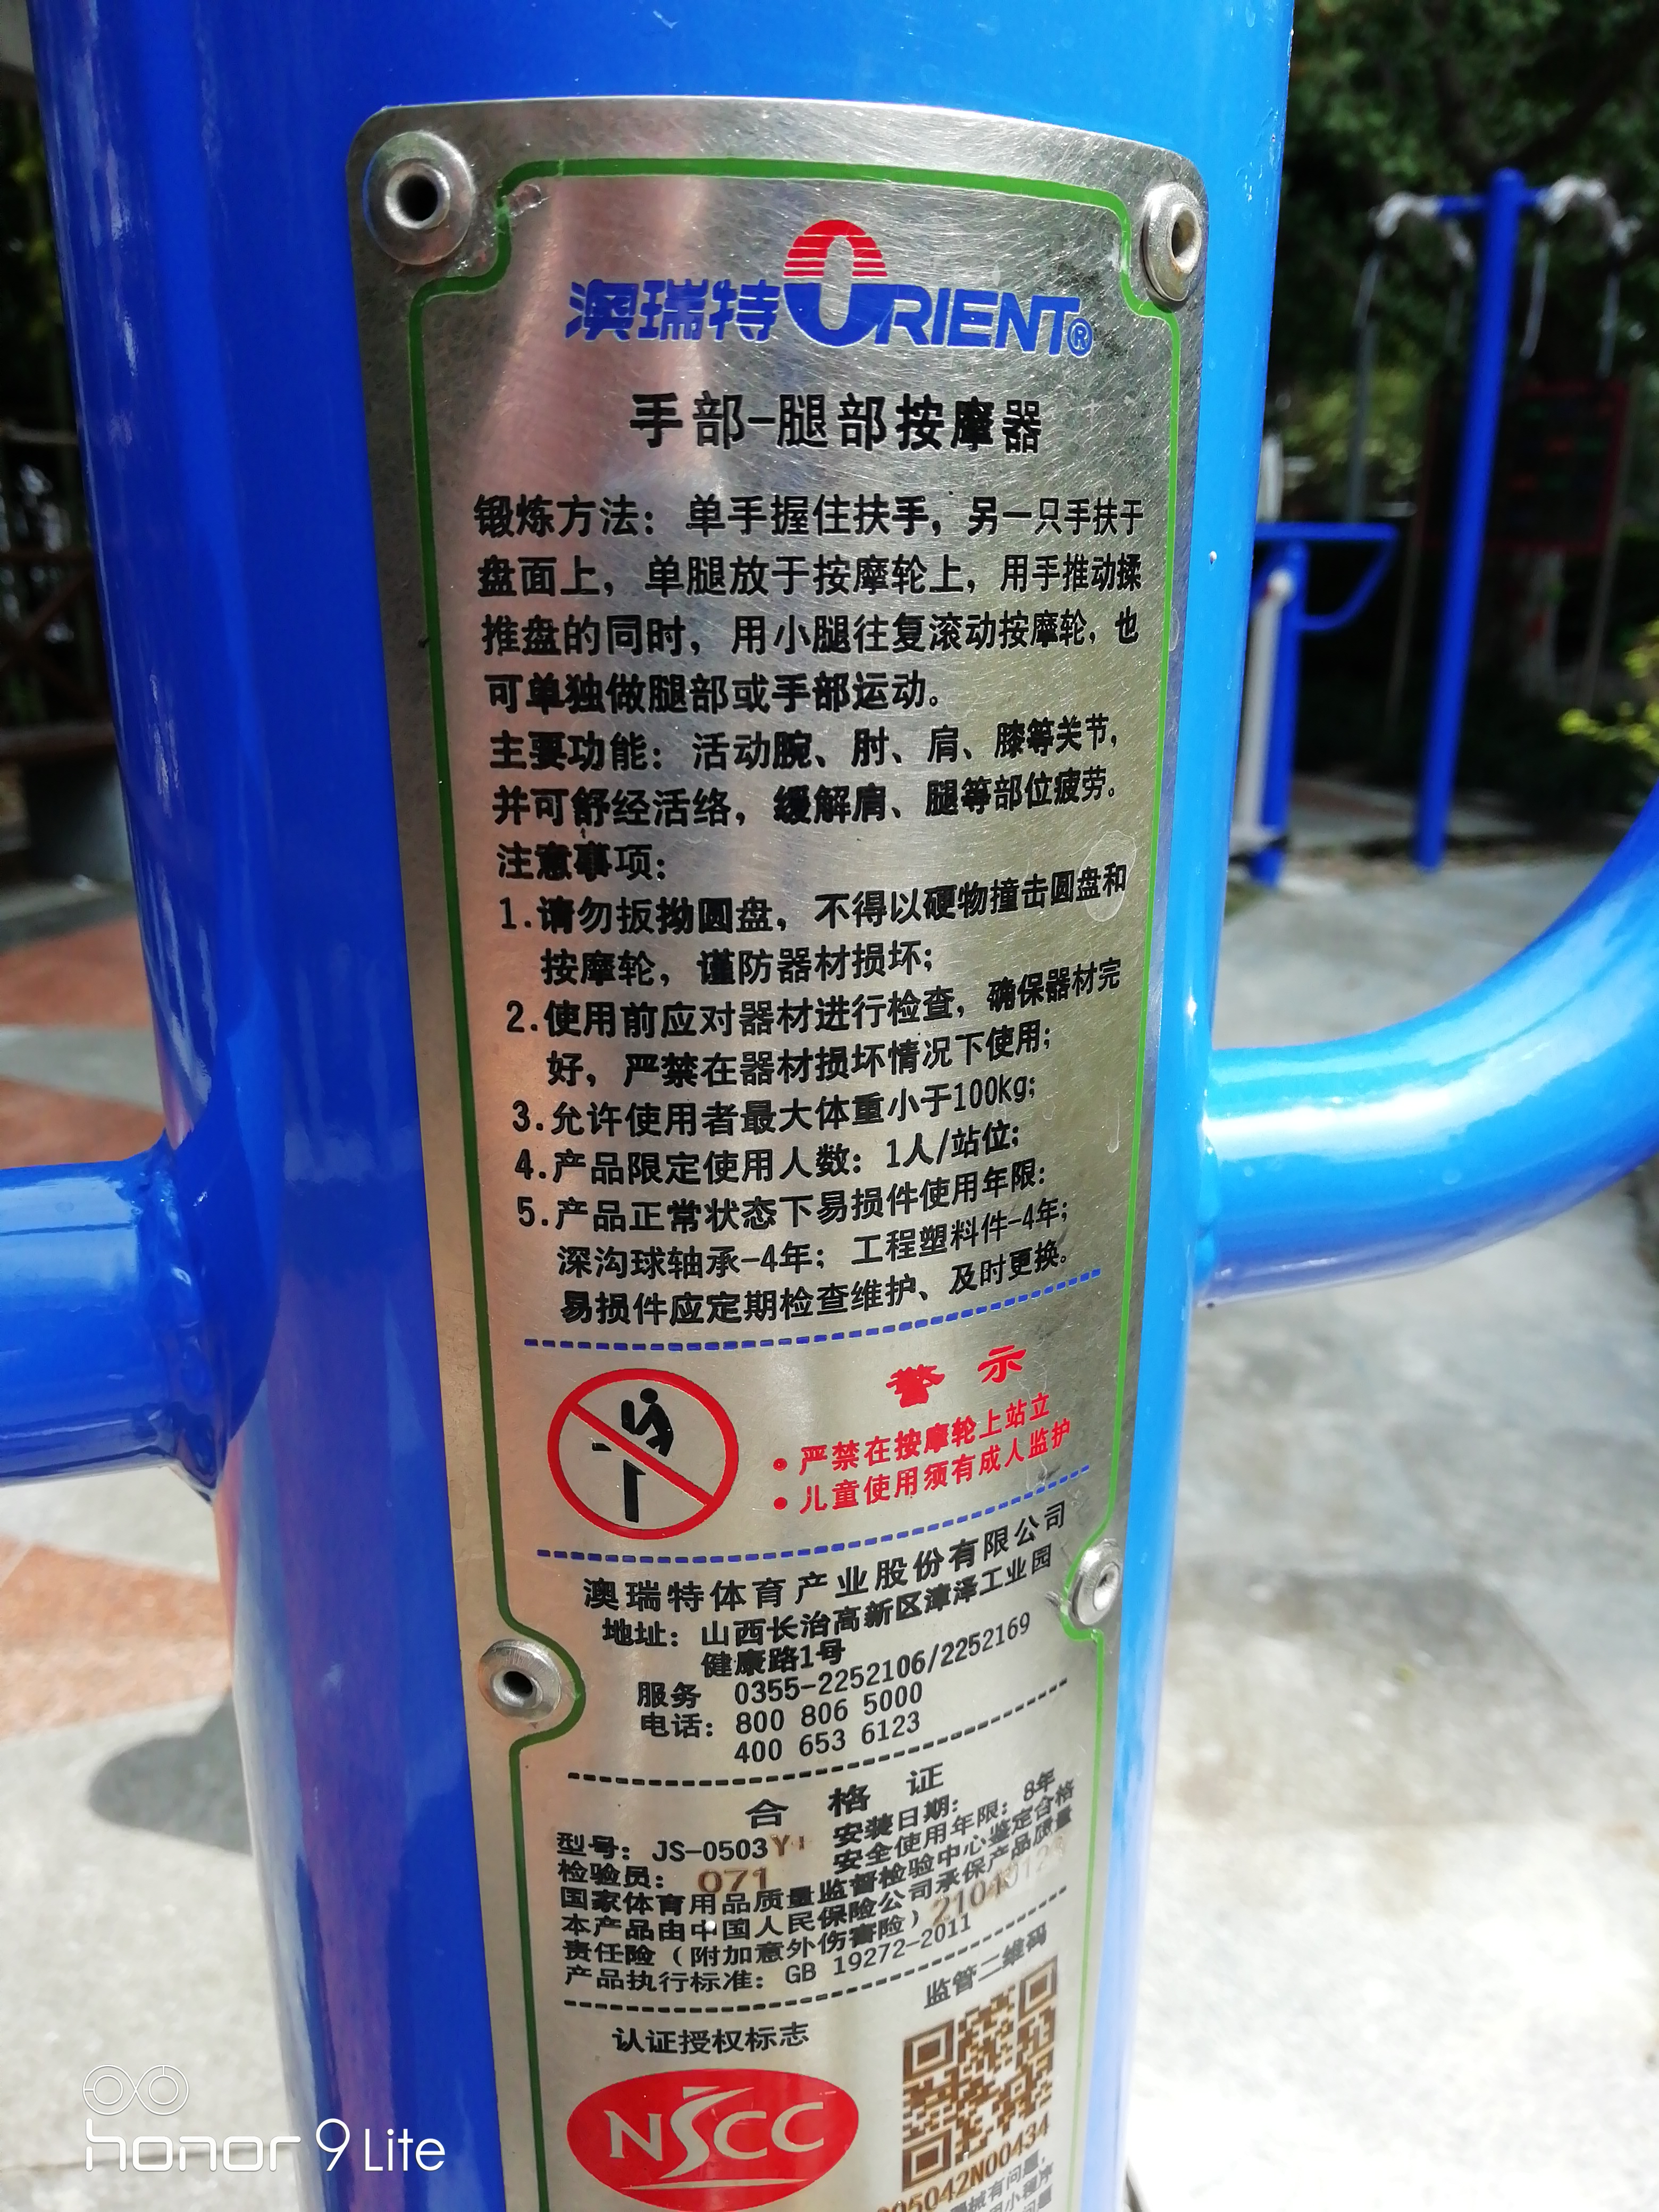 澳瑞特ORIENT®
手部-腿部按摩器
锻炼方法：单手握住扶手，另一只手扶于
盘面上，单腿放于按摩轮上，用手推动揉
推盘的同时，用小腿往复滚动按摩轮，也
可单独做腿部或手部运动。
主要功能：活动腕、肘、肩、膝等关节，
并可舒经活络，缓解肩、腿等部位疲劳。
注意事项：
1.请勿扳拗圆盘，不得以硬物撞击圆盘和
按摩轮，谨防器材损坏；
2.使用前应对器材进行检查，确保器材完
好，严禁在器材损坏情况下使用；
3.允许使用者最大体重小于100kg；
4.产品限定使用人数：1人/站位；
5.产品正常状态下易损件使用年限：
深沟球轴承-4年；工程塑料件-4年；
易损件应定期检查维护、及时更换。
警示
•严禁在按摩轮上站立
•儿童使用须有成人监护
澳瑞特体育产业股份有限公司
地址：山西长治高新区漳泽工业园
健康路1号
服务 0355-2252106/2252169
电话：800 806 5000
400 653 6123
合格证
型号：JS-0503Y 安装日期：
检验员：071 安全使用年限：8年
国家体育用品质量监督检验中心鉴定合格
本产品由中国人民保险公司承保产品质量
责任险（附加意外伤害险）
产品执行标准：GB 19272-2011
认证授权标志 监管二维码
NSCC
05042N00434
械有问题，
honor 9 Lite